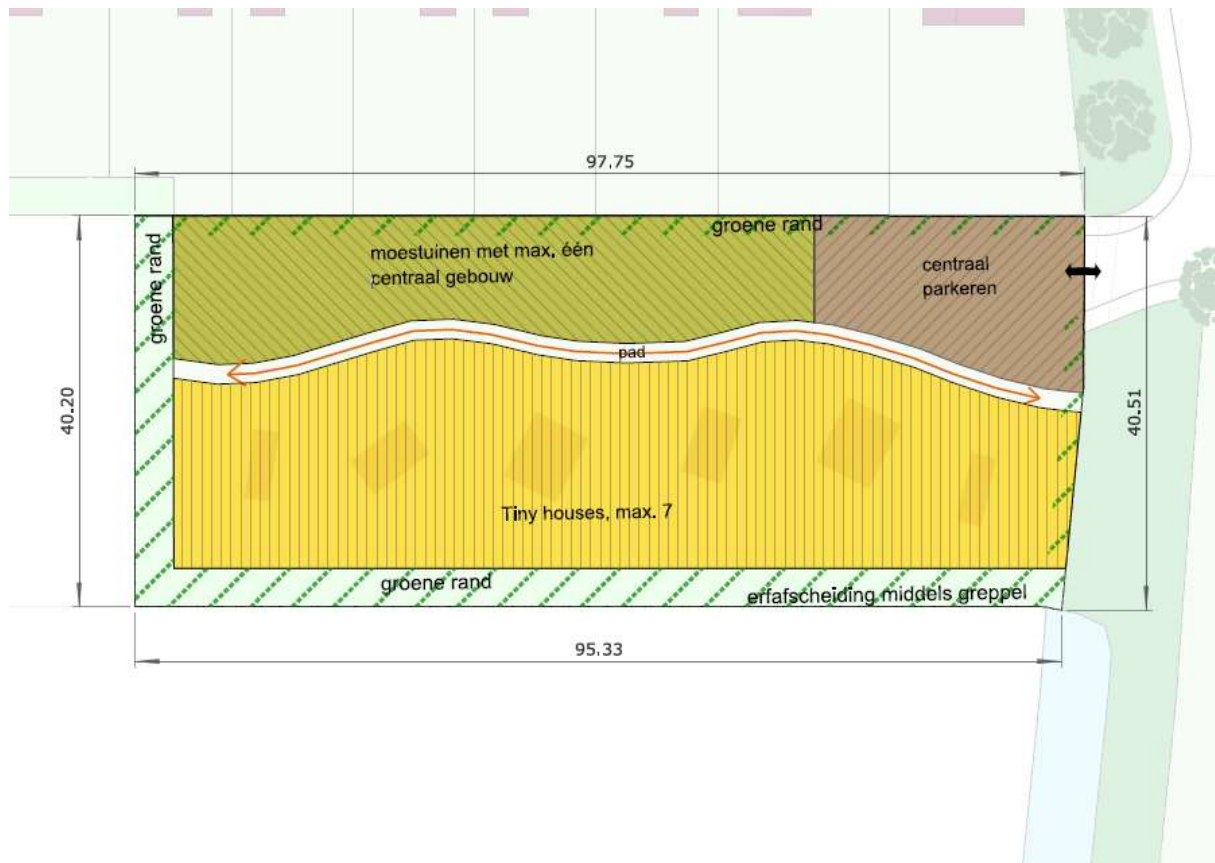 97.75
groene rand
groene rand
moestuinen met max. één
centraal gebouw
centraal
parkeren
pad
40.20
40.51
Tiny houses, max. 7
groene rand
erfafscheiding middels greppel
95.33